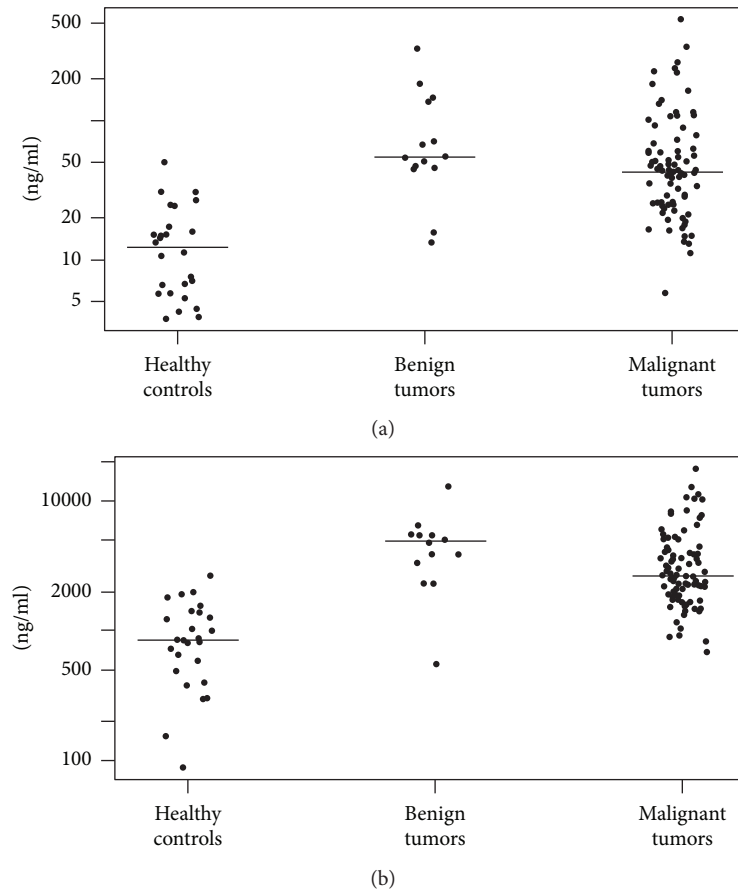 500
200
50
20
10
5
(ng/ml)
Healthy
controls
Benign
tumors
Malignant
tumors
(a)
10000
2000
500
100
(ng/ml)
Healthy
controls
Benign
tumors
Malignant
tumors
(b)